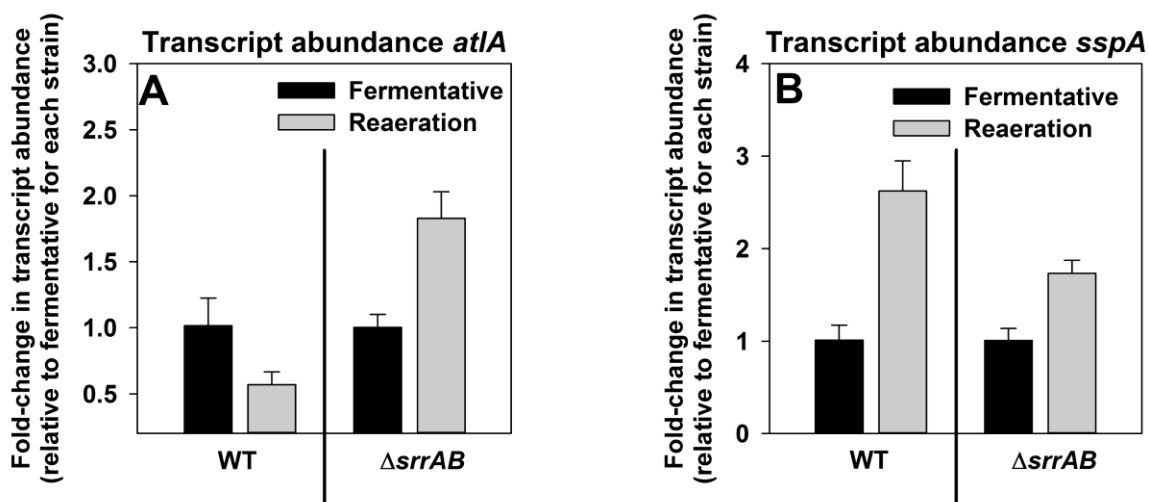 Transcript abundance atlA
Fold-change in transcript abundance
(relative to fermentative for each strain)
A
Fermentative
Reaeration
3.0
2.5
2.0
1.5
1.0
0.5
WT
ΔsrrAB
Transcript abundance sspA
Fold-change in transcript abundance
(relative to fermentative for each strain)
B
Fermentative
Reaeration
4
3
2
1
0
WT
ΔsrrAB